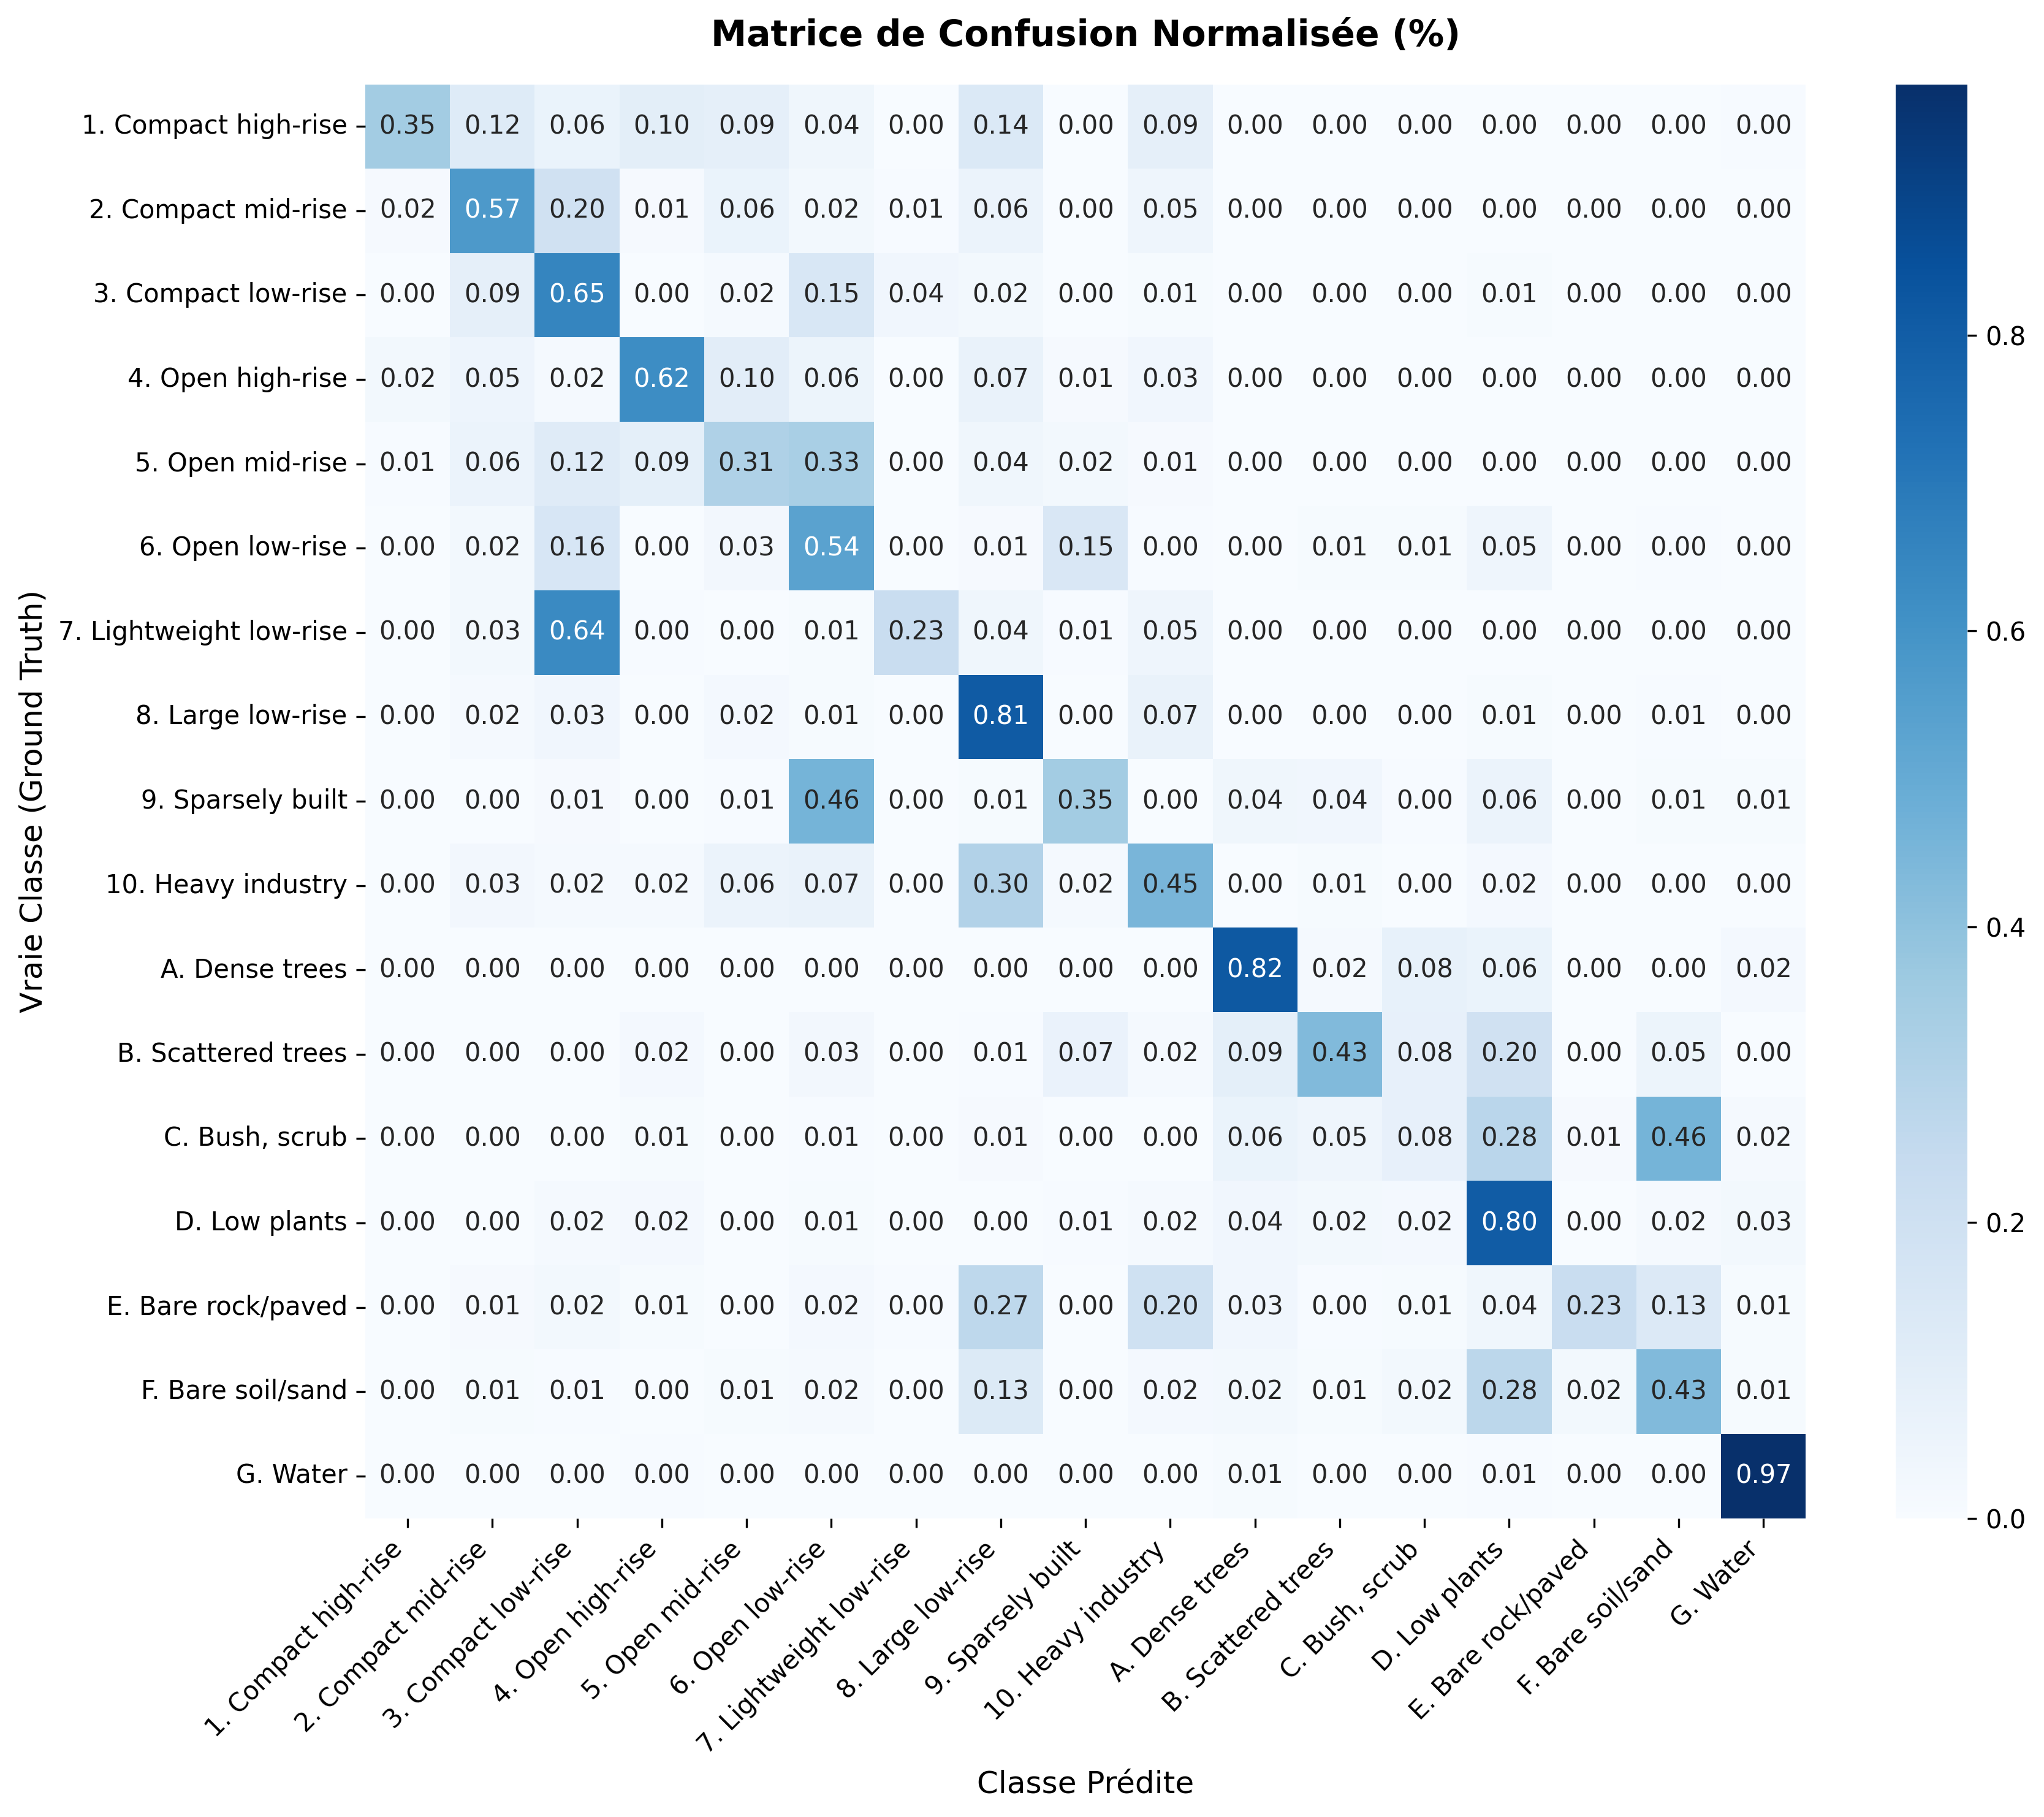 Matrice de Confusion Normalisée (%)
Vraie Classe (Ground Truth)
1. Compact high-rise 0.35 0.12 0.06 0.10 0.09 0.04 0.00 0.14 0.00 0.09 0.00 0.00 0.00 0.00 0.00 0.00 0.00
2. Compact mid-rise 0.02 0.57 0.20 0.01 0.06 0.02 0.01 0.06 0.00 0.05 0.00 0.00 0.00 0.00 0.00 0.00 0.00
3. Compact low-rise 0.00 0.09 0.65 0.00 0.02 0.15 0.04 0.02 0.00 0.01 0.00 0.00 0.00 0.01 0.00 0.00 0.00
4. Open high-rise 0.02 0.05 0.02 0.62 0.10 0.06 0.00 0.07 0.01 0.03 0.00 0.00 0.00 0.00 0.00 0.00 0.00
5. Open mid-rise 0.01 0.06 0.12 0.09 0.31 0.33 0.00 0.04 0.02 0.01 0.00 0.00 0.00 0.00 0.00 0.00 0.00
6. Open low-rise 0.00 0.02 0.16 0.00 0.03 0.54 0.00 0.01 0.15 0.00 0.00 0.01 0.01 0.05 0.00 0.00 0.00
7. Lightweight low-rise 0.00 0.03 0.64 0.00 0.00 0.01 0.23 0.04 0.01 0.05 0.00 0.00 0.00 0.00 0.00 0.00 0.00
8. Large low-rise 0.00 0.02 0.03 0.00 0.02 0.01 0.00 0.81 0.00 0.07 0.00 0.00 0.00 0.01 0.00 0.01 0.00
9. Sparsely built 0.00 0.00 0.01 0.00 0.01 0.46 0.00 0.01 0.35 0.00 0.04 0.04 0.00 0.06 0.00 0.01 0.01
10. Heavy industry 0.00 0.03 0.02 0.02 0.06 0.07 0.00 0.30 0.02 0.45 0.00 0.01 0.00 0.02 0.00 0.00 0.00
A. Dense trees 0.00 0.00 0.00 0.00 0.00 0.00 0.00 0.00 0.00 0.00 0.82 0.02 0.08 0.06 0.00 0.00 0.02
B. Scattered trees 0.00 0.00 0.00 0.02 0.00 0.03 0.00 0.01 0.07 0.02 0.09 0.43 0.08 0.20 0.00 0.05 0.00
C. Bush, scrub 0.00 0.00 0.00 0.01 0.00 0.01 0.00 0.01 0.00 0.00 0.06 0.05 0.08 0.28 0.01 0.46 0.02
D. Low plants 0.00 0.00 0.02 0.02 0.00 0.01 0.00 0.00 0.01 0.02 0.04 0.02 0.02 0.80 0.00 0.02 0.03
E. Bare rock/paved 0.00 0.01 0.02 0.01 0.00 0.02 0.00 0.27 0.00 0.20 0.03 0.00 0.01 0.04 0.23 0.13 0.01
F. Bare soil/sand 0.00 0.01 0.01 0.00 0.01 0.02 0.00 0.13 0.00 0.02 0.02 0.01 0.02 0.28 0.02 0.43 0.01
G. Water 0.00 0.00 0.00 0.00 0.00 0.00 0.00 0.00 0.00 0.00 0.01 0.00 0.00 0.01 0.00 0.00 0.97
1. Compact high-rise
2. Compact mid-rise
3. Compact low-rise
4. Open high-rise
5. Open mid-rise
6. Open low-rise
7. Lightweight low-rise
8. Large low-rise
9. Sparsely built
10. Heavy industry
A. Dense trees
B. Scattered trees
C. Bush, scrub
D. Low plants
E. Bare rock/paved
F. Bare soil/sand
G. Water
Classe Prédite
0.8
0.6
0.4
0.2
0.0